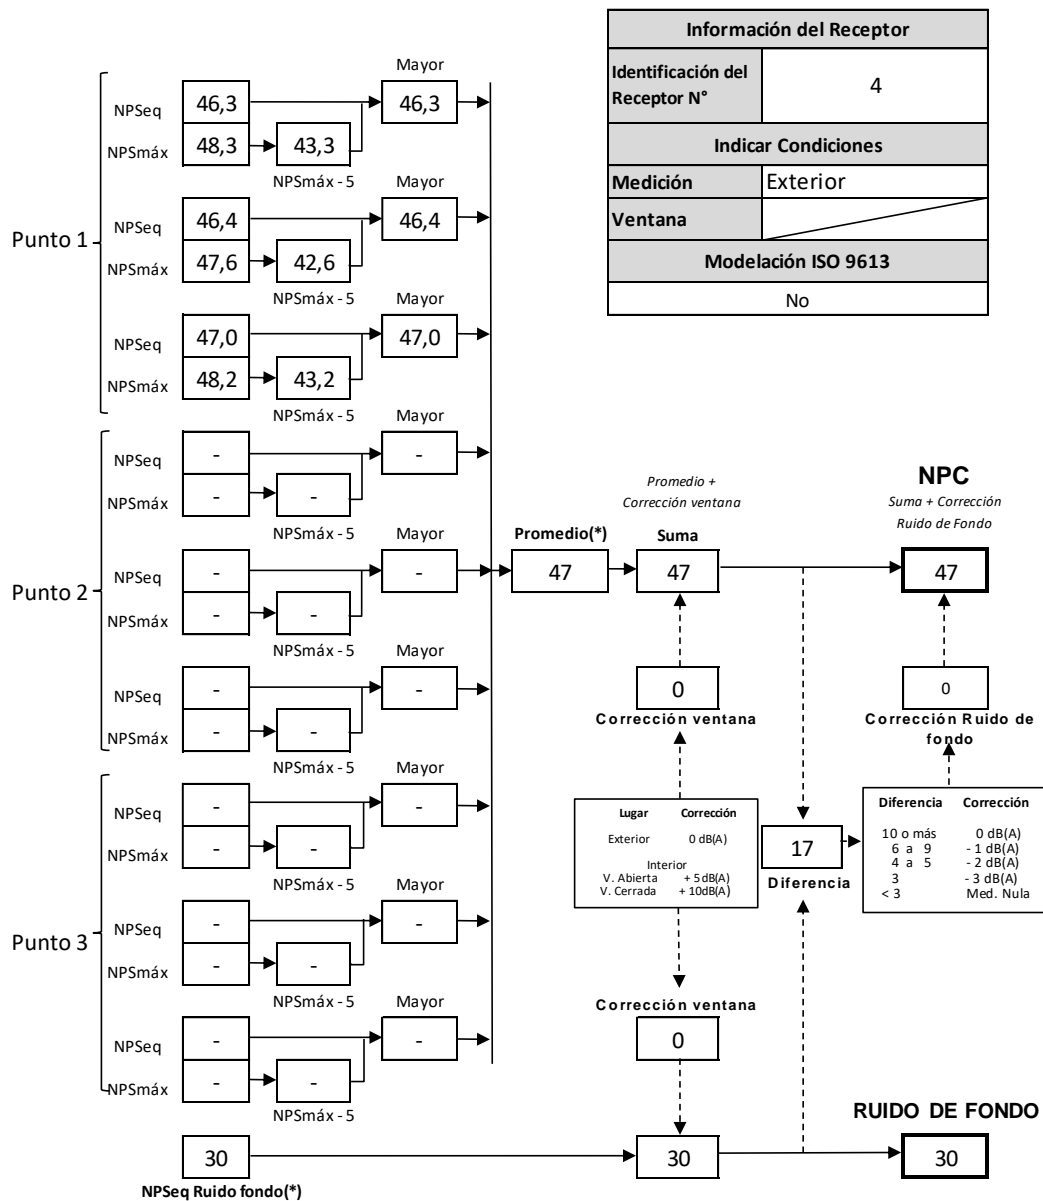 Información del Receptor
Identificación del Receptor N°
4
Indicar Condiciones
Medición
Exterior
Ventana
Modelación ISO 9613
No
Punto 1
Mayor
NPSeq
46,3
46,3
NPSmáx
48,3
43,3
NPSmáx - 5
Mayor
NPSeq
46,4
46,4
NPSmáx
47,6
42,6
NPSmáx - 5
Mayor
NPSeq
47,0
47,0
NPSmáx
48,2
43,2
NPSmáx - 5
Punto 2
Mayor
NPSeq
-
-
NPSmáx
-
-
NPSmáx - 5
Mayor
NPSeq
-
-
NPSmáx
-
-
NPSmáx - 5
Mayor
NPSeq
-
-
NPSmáx
-
-
NPSmáx - 5
Punto 3
Mayor
NPSeq
-
-
NPSmáx
-
-
NPSmáx - 5
Mayor
NPSeq
-
-
NPSmáx
-
-
NPSmáx - 5
Mayor
NPSeq
-
-
NPSmáx
-
-
NPSmáx - 5
Promedio(*)
47
Promedio +
Corrección ventana
Suma
47
NPC
Suma + Corrección
Ruido de Fondo
47
0
Corrección ventana
0
Corrección Ruido de
fondo
Lugar Corrección
Exterior 0 dB(A)
Interior
V. Abierta + 5 dB(A)
V. Cerrada + 10dB(A)
17
Diferencia
Diferencia Corrección
10 o más 0 dB(A)
6 a 9 - 1 dB(A)
4 a 5 - 2 dB(A)
3 - 3 dB(A)
< 3 Med. Nula
Corrección ventana
0
RUIDO DE FONDO
30
30
30
NPSeq Ruido fondo(*)